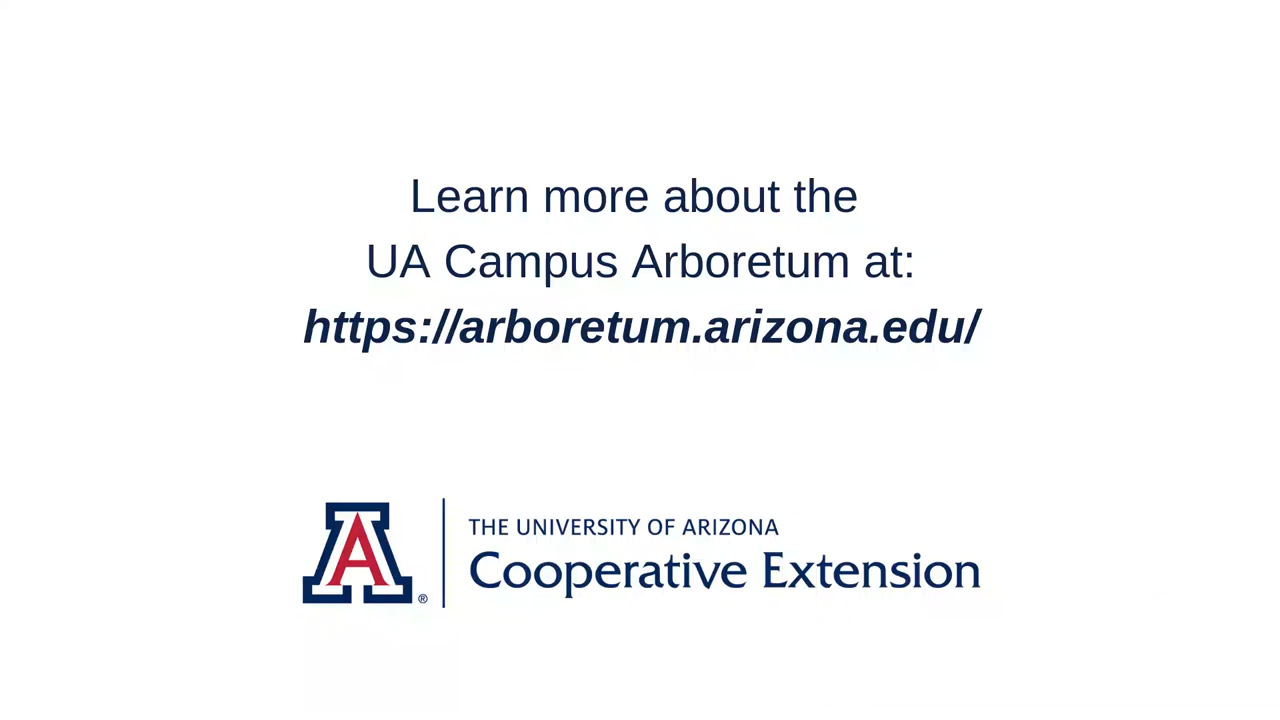 Learn more about the
UA Campus Arboretum at:
https://arboretum.arizona.edu/
A®
THE UNIVERSITY OF ARIZONA
Cooperative Extension